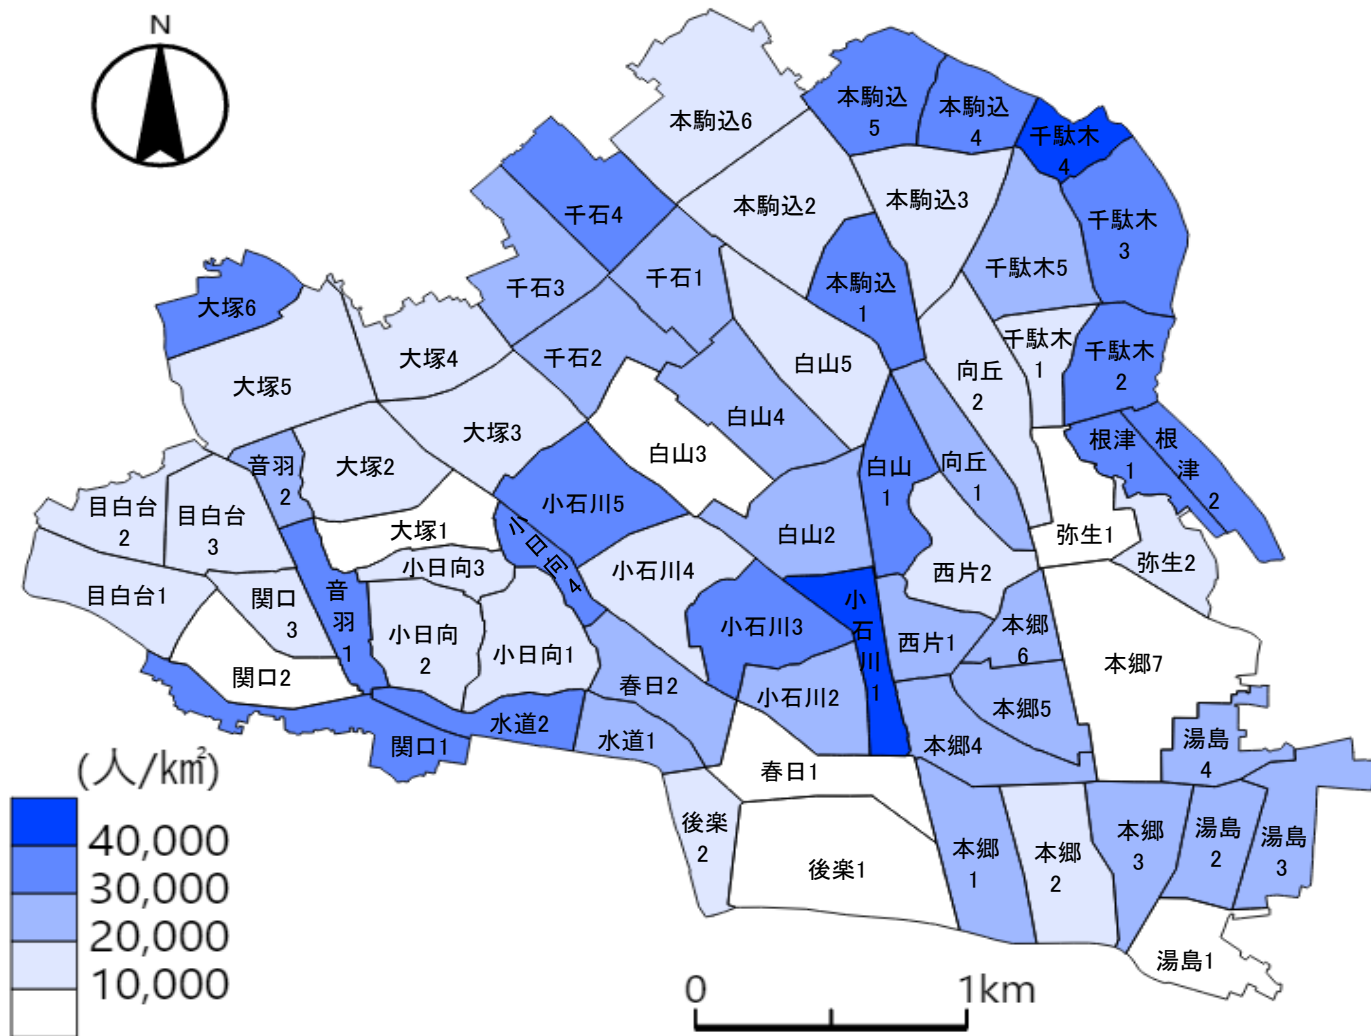 N
本駒込6
本駒込
5
本駒込
4
千駄木
4
本駒込2
本駒込3
千石4
千駄木
3
千石3
千石1
本駒込
1
千駄木5
大塚6
大塚4
千石2
白山5
向丘
2
千駄木
1
千駄木
2
大塚5
大塚3
白山4
白山3
音羽
2
大塚2
小石川5
白山
1
向丘
1
根津
1
根
津
2
目白台
2
目白台
3
大塚1
小日向4
白山2
弥生1
弥生2
小日向3
小石川4
西片2
目白台1
関口
3
音
羽
1
小日向
2
小日向1
小石川3
小
石
川
1
西片1
本郷
6
本郷7
関口2
春日2
小石川2
本郷5
関口1
水道2
水道1
本郷4
湯島
4
春日1
後楽
2
後楽1
本郷
1
本郷
2
本郷
3
湯島
2
湯島
3
湯島1
(人/k㎡)
40,000
30,000
20,000
10,000
0
1km